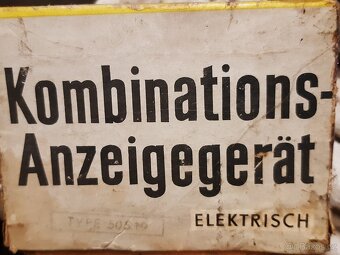 Kombinations-
Anzeigegerät
ELEKTRISCH